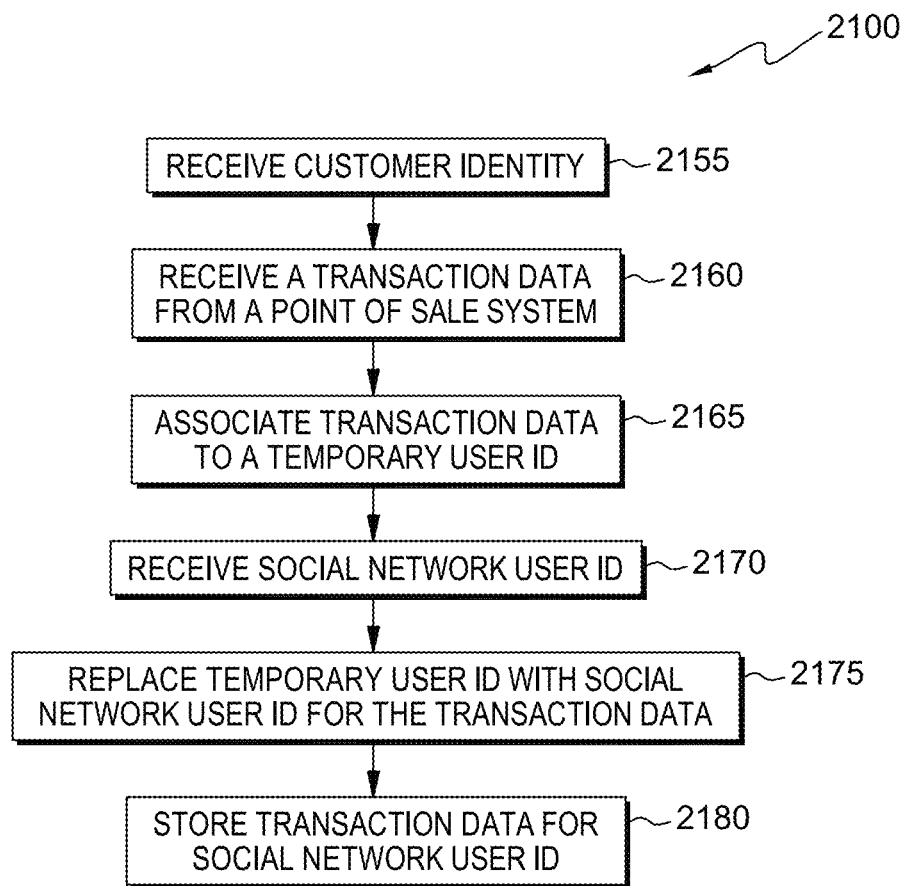 2100
RECEIVE CUSTOMER IDENTITY
2155
RECEIVE A TRANSACTION DATA
FROM A POINT OF SALE SYSTEM
2160
ASSOCIATE TRANSACTION DATA
TO A TEMPORARY USER ID
2165
RECEIVE SOCIAL NETWORK USER ID
2170
REPLACE TEMPORARY USER ID WITH SOCIAL
NETWORK USER ID FOR THE TRANSACTION DATA
2175
STORE TRANSACTION DATA FOR
SOCIAL NETWORK USER ID
2180